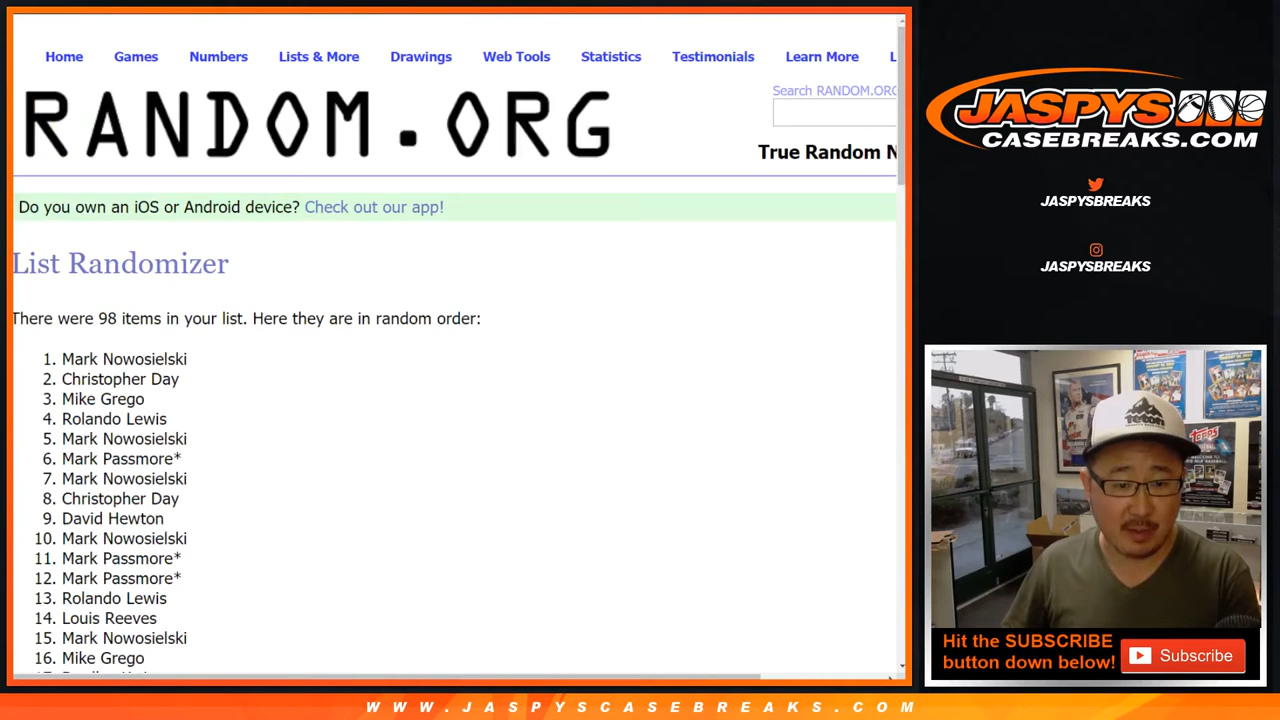 Home Games Numbers Lists & More Drawings Web Tools Statistics Testimonials Learn More L
Search RANDOM.ORG
RANDOM.ORG
True Random N
Do you own an iOS or Android device? Check out our app!
List Randomizer
There were 98 items in your list. Here they are in random order:
1. Mark Nowosielski
2. Christopher Day
3. Mike Grego
4. Rolando Lewis
5. Mark Nowosielski
6. Mark Passmore*
7. Mark Nowosielski
8. Christopher Day
9. David Hewton
10. Mark Nowosielski
11. Mark Passmore*
12. Mark Passmore*
13. Rolando Lewis
14. Louis Reeves
15. Mark Nowosielski
16. Mike Grego
JASPYS
CASEBREAKS.COM
JASPYSBREAKS
JASPYSBREAKS
TOPPS
Hit the SUBSCRIBE
button down below!
Subscribe
WWW.JASPYSCASEBREAKS.COM